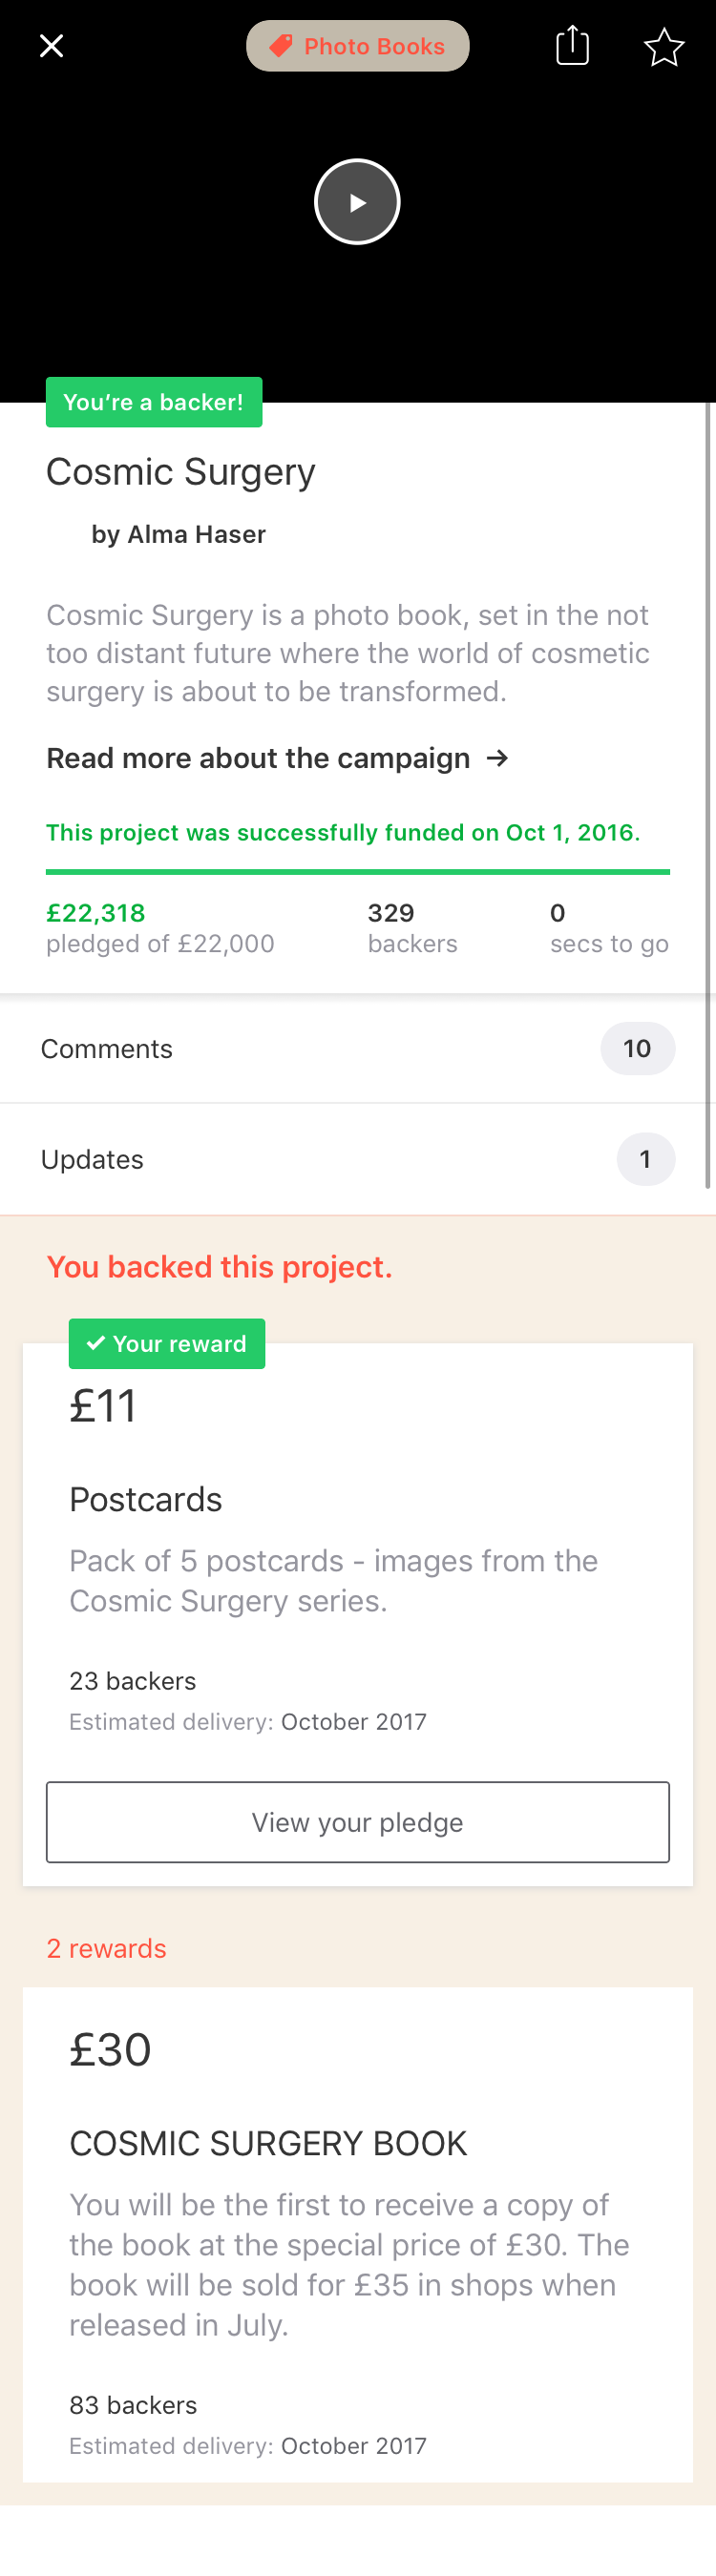 Photo Books
You’re a backer!
Cosmic Surgery
by Alma Haser
Cosmic Surgery is a photo book, set in the not
too distant future where the world of cosmetic
surgery is about to be transformed.
Read more about the campaign →
This project was successfully funded on Oct 1, 2016.
£22,318
pledged of £22,000
329
backers
0
secs to go
Comments
10
Updates
1
You backed this project.
✓ Your reward
£11
Postcards
Pack of 5 postcards - images from the
Cosmic Surgery series.
23 backers
Estimated delivery: October 2017
View your pledge
2 rewards
£30
COSMIC SURGERY BOOK
You will be the first to receive a copy of
the book at the special price of £30. The
book will be sold for £35 in shops when
released in July.
83 backers
Estimated delivery: October 2017